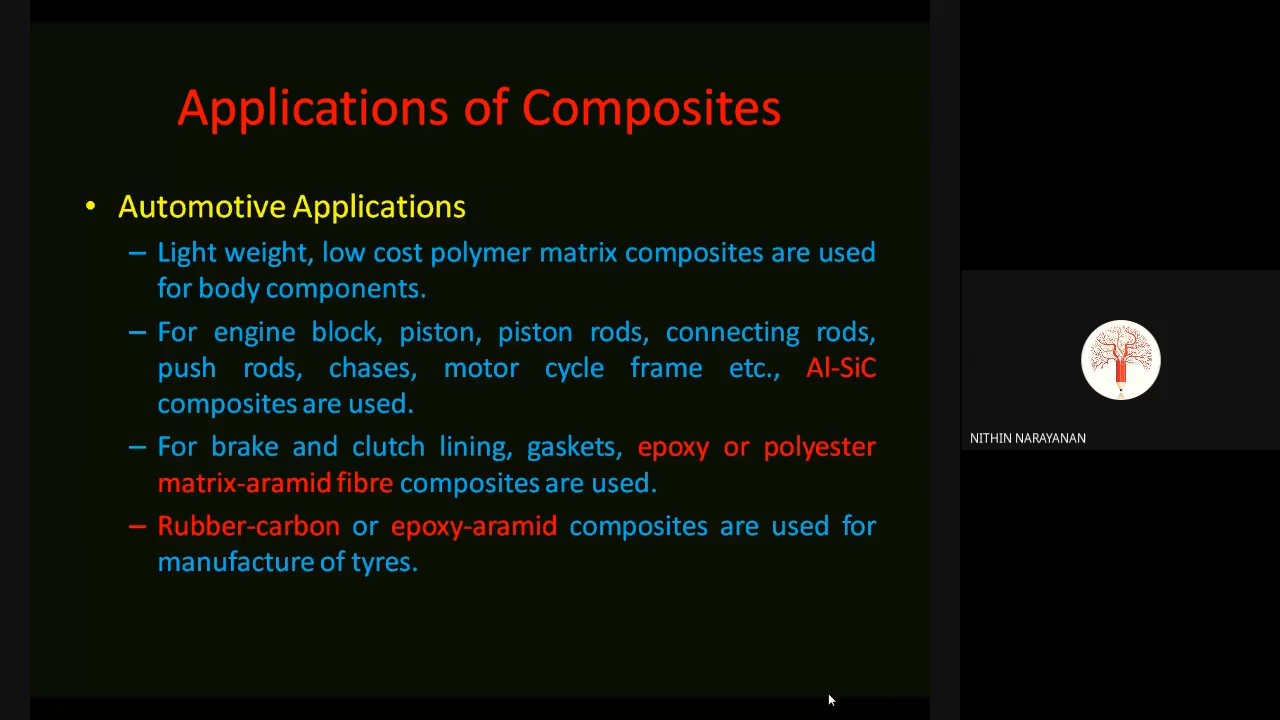 Applications of Composites
• Automotive Applications
– Light weight, low cost polymer matrix composites are used
for body components.
– For engine block, piston, piston rods, connecting rods,
push rods, chases, motor cycle frame etc., Al-SiC
composites are used.
– For brake and clutch lining, gaskets, epoxy or polyester
matrix-aramid fibre composites are used.
– Rubber-carbon or epoxy-aramid composites are used for
manufacture of tyres.
NITHIN NARAYANAN